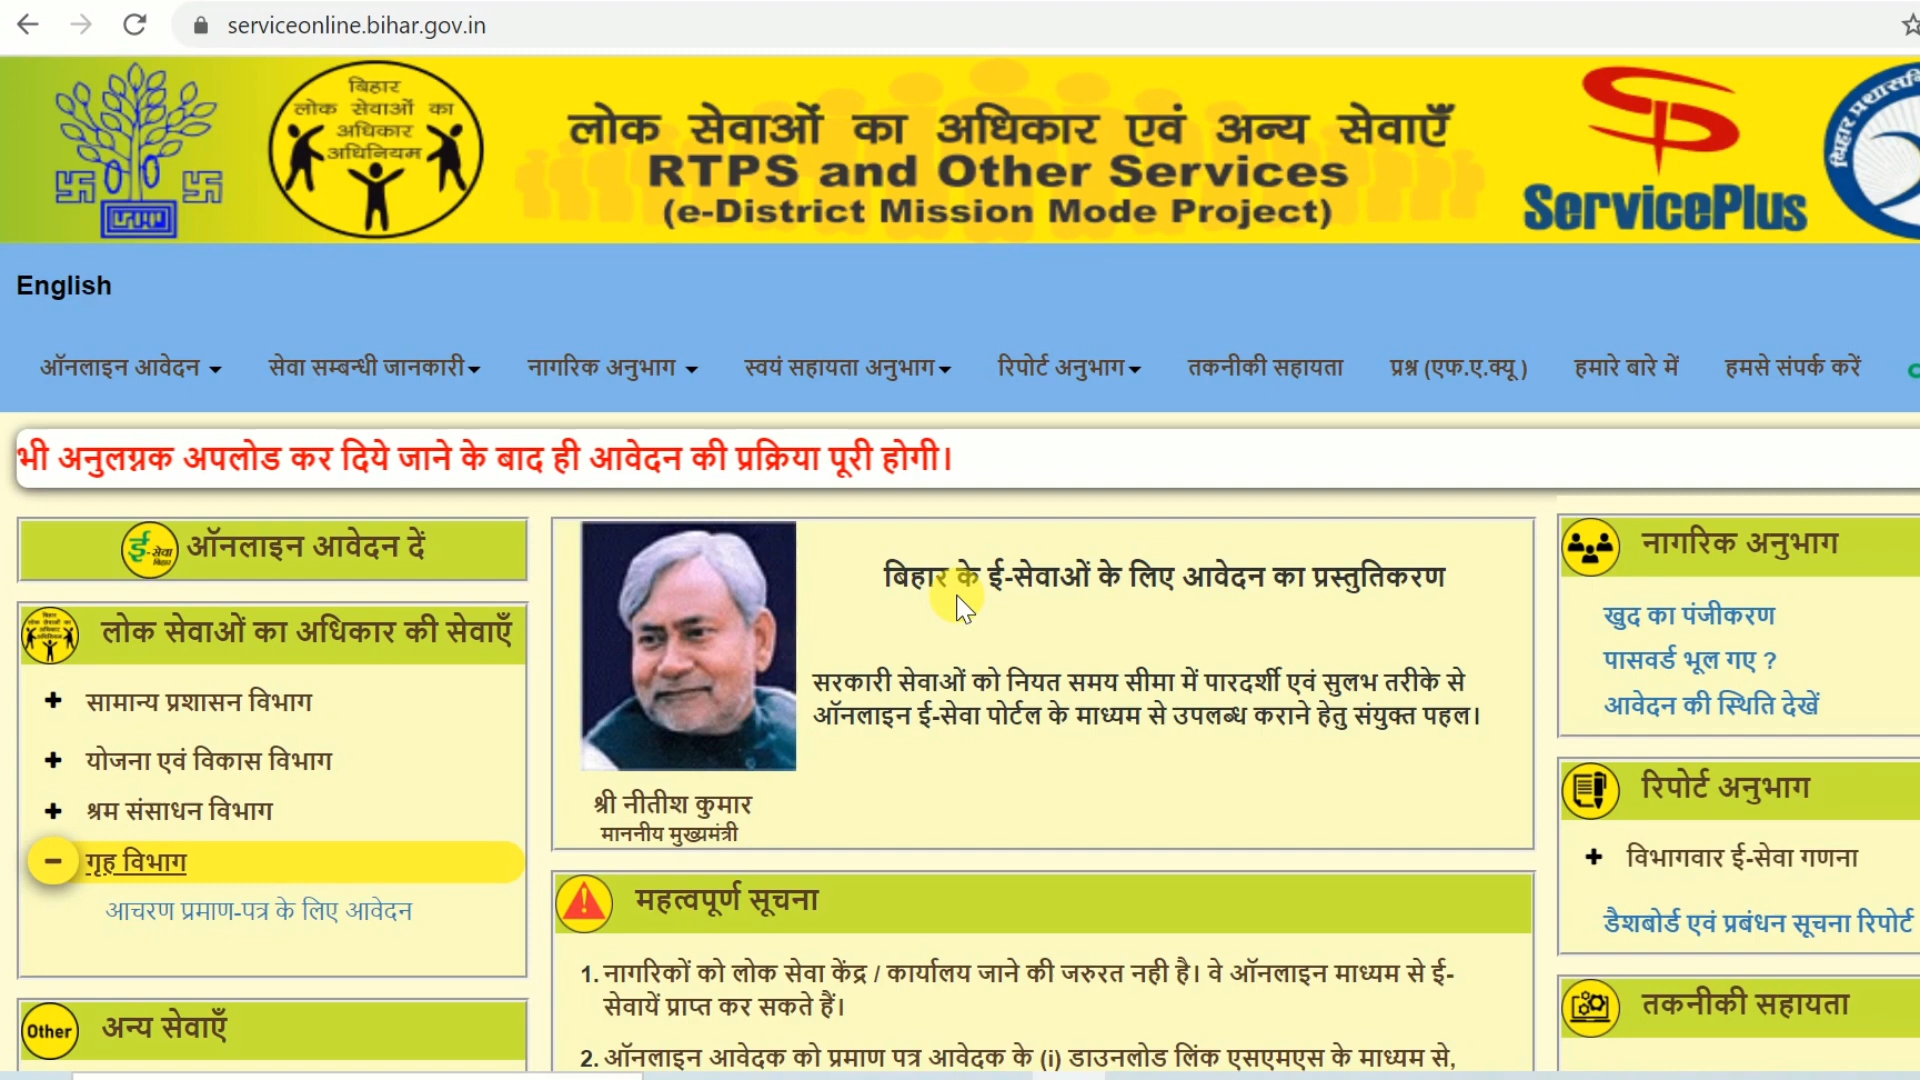 serviceonline.bihar.gov.in
बिहार
लोक सेवाओं का
अधिकार
अधिनियम
लोक सेवाओं का अधिकार एवं अन्य सेवाएँ
RTPS and Other Services
(e-District Mission Mode Project)
ServicePlus
English
ऑनलाइन आवेदन
सेवा सम्बन्धी जानकारी
नागरिक अनुभाग
स्वयं सहायता अनुभाग
रिपोर्ट अनुभाग
तकनीकी सहायता
प्रश्न (एफ.ए.क्यू )
हमारे बारे में
हमसे संपर्क करें
भी अनुलग्नक अपलोड कर दिये जाने के बाद ही आवेदन की प्रक्रिया पूरी होगी।
ई-सेवा
बिहार
ऑनलाइन आवेदन दें
लोक सेवाओं का अधिकार की सेवाएँ
+ सामान्य प्रशासन विभाग
+ योजना एवं विकास विभाग
+ श्रम संसाधन विभाग
− गृह विभाग
आचरण प्रमाण-पत्र के लिए आवेदन
Other अन्य सेवाएँ
बिहार के ई-सेवाओं के लिए आवेदन का प्रस्तुतिकरण
सरकारी सेवाओं को नियत समय सीमा में पारदर्शी एवं सुलभ तरीके से
ऑनलाइन ई-सेवा पोर्टल के माध्यम से उपलब्ध कराने हेतु संयुक्त पहल।
श्री नीतीश कुमार
माननीय मुख्यमंत्री
महत्वपूर्ण सूचना
1. नागरिकों को लोक सेवा केंद्र / कार्यालय जाने की जरुरत नही है। वे ऑनलाइन माध्यम से ई-
सेवायें प्राप्त कर सकते हैं।
2. ऑनलाइन आवेदक को प्रमाण पत्र आवेदक के (i) डाउनलोड लिंक एसएमएस के माध्यम से,
नागरिक अनुभाग
खुद का पंजीकरण
पासवर्ड भूल गए ?
आवेदन की स्थिति देखें
रिपोर्ट अनुभाग
+ विभागवार ई-सेवा गणना
डैशबोर्ड एवं प्रबंधन सूचना रिपोर्ट
तकनीकी सहायता